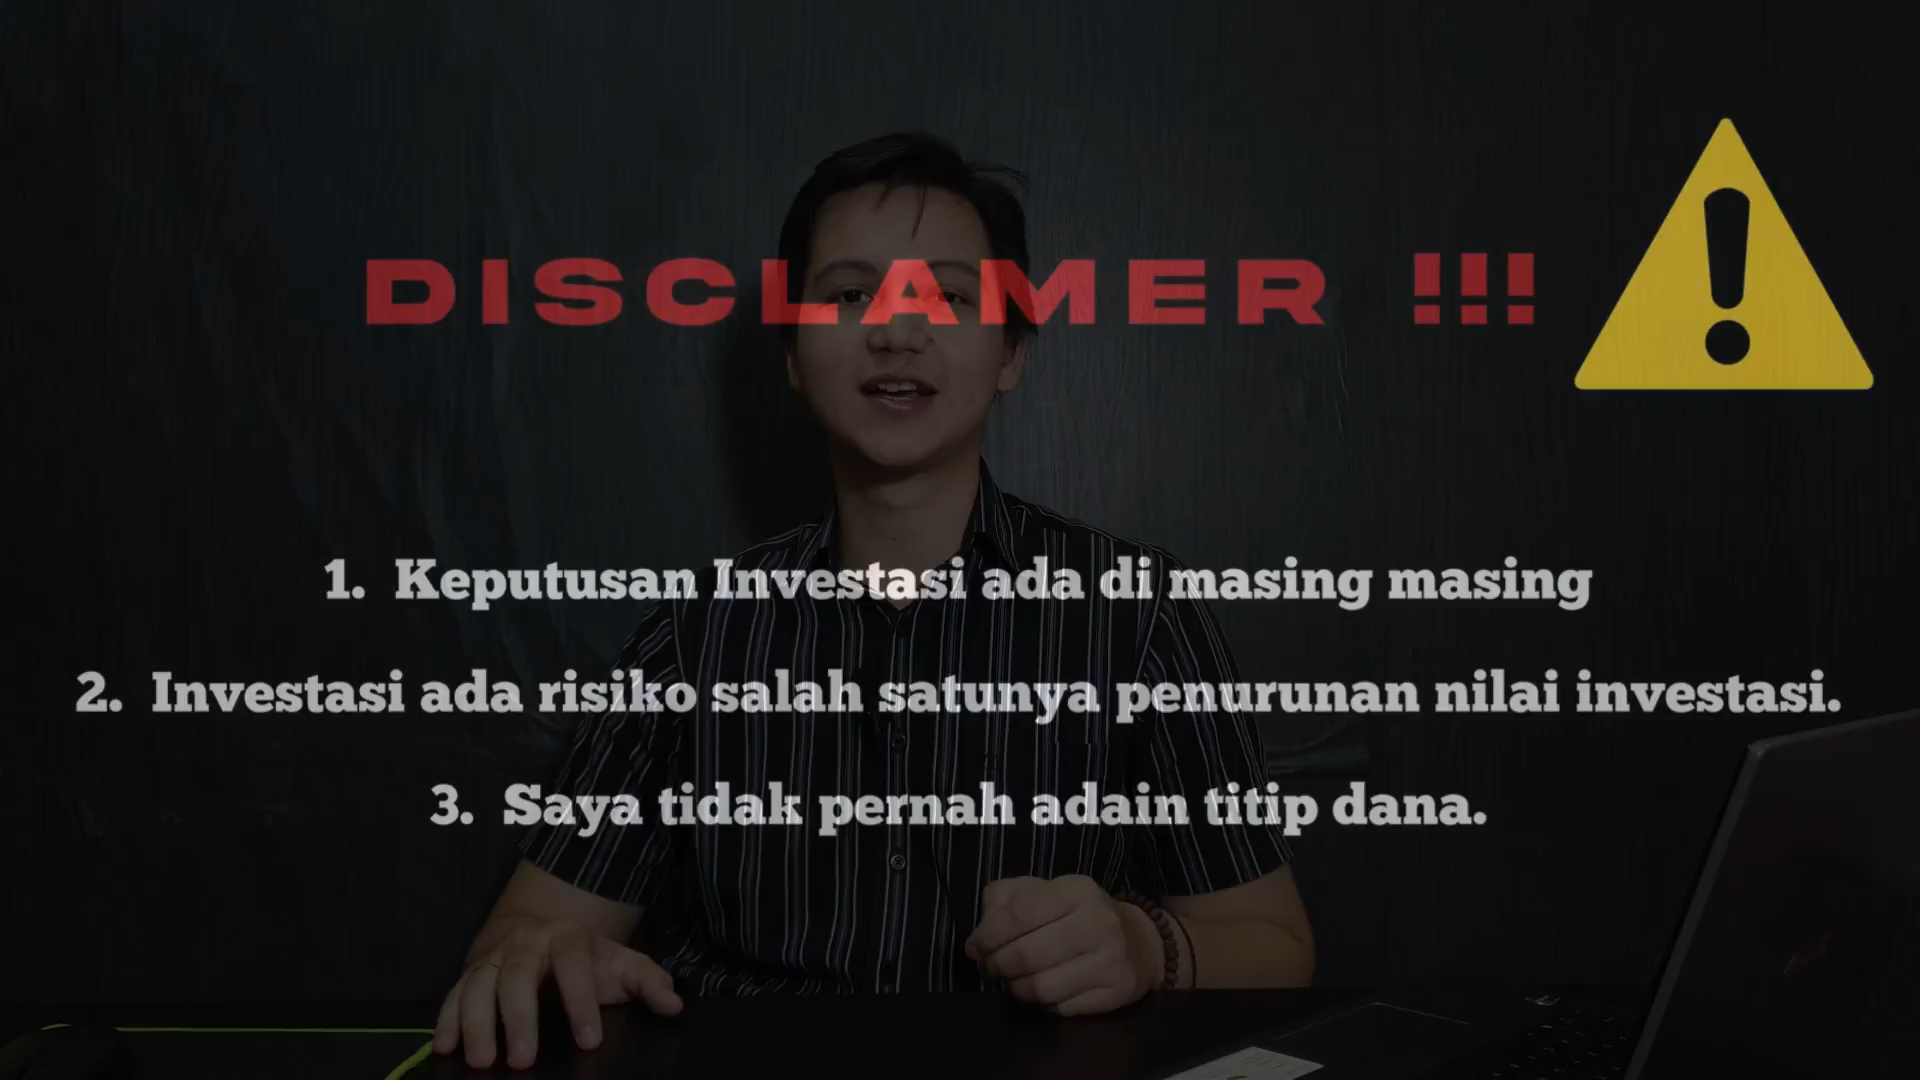 DISCLAMER !!!
1. Keputusan Investasi ada di masing masing
2. Investasi ada risiko salah satunya penurunan nilai investasi.
3. Saya tidak pernah adain titip dana.